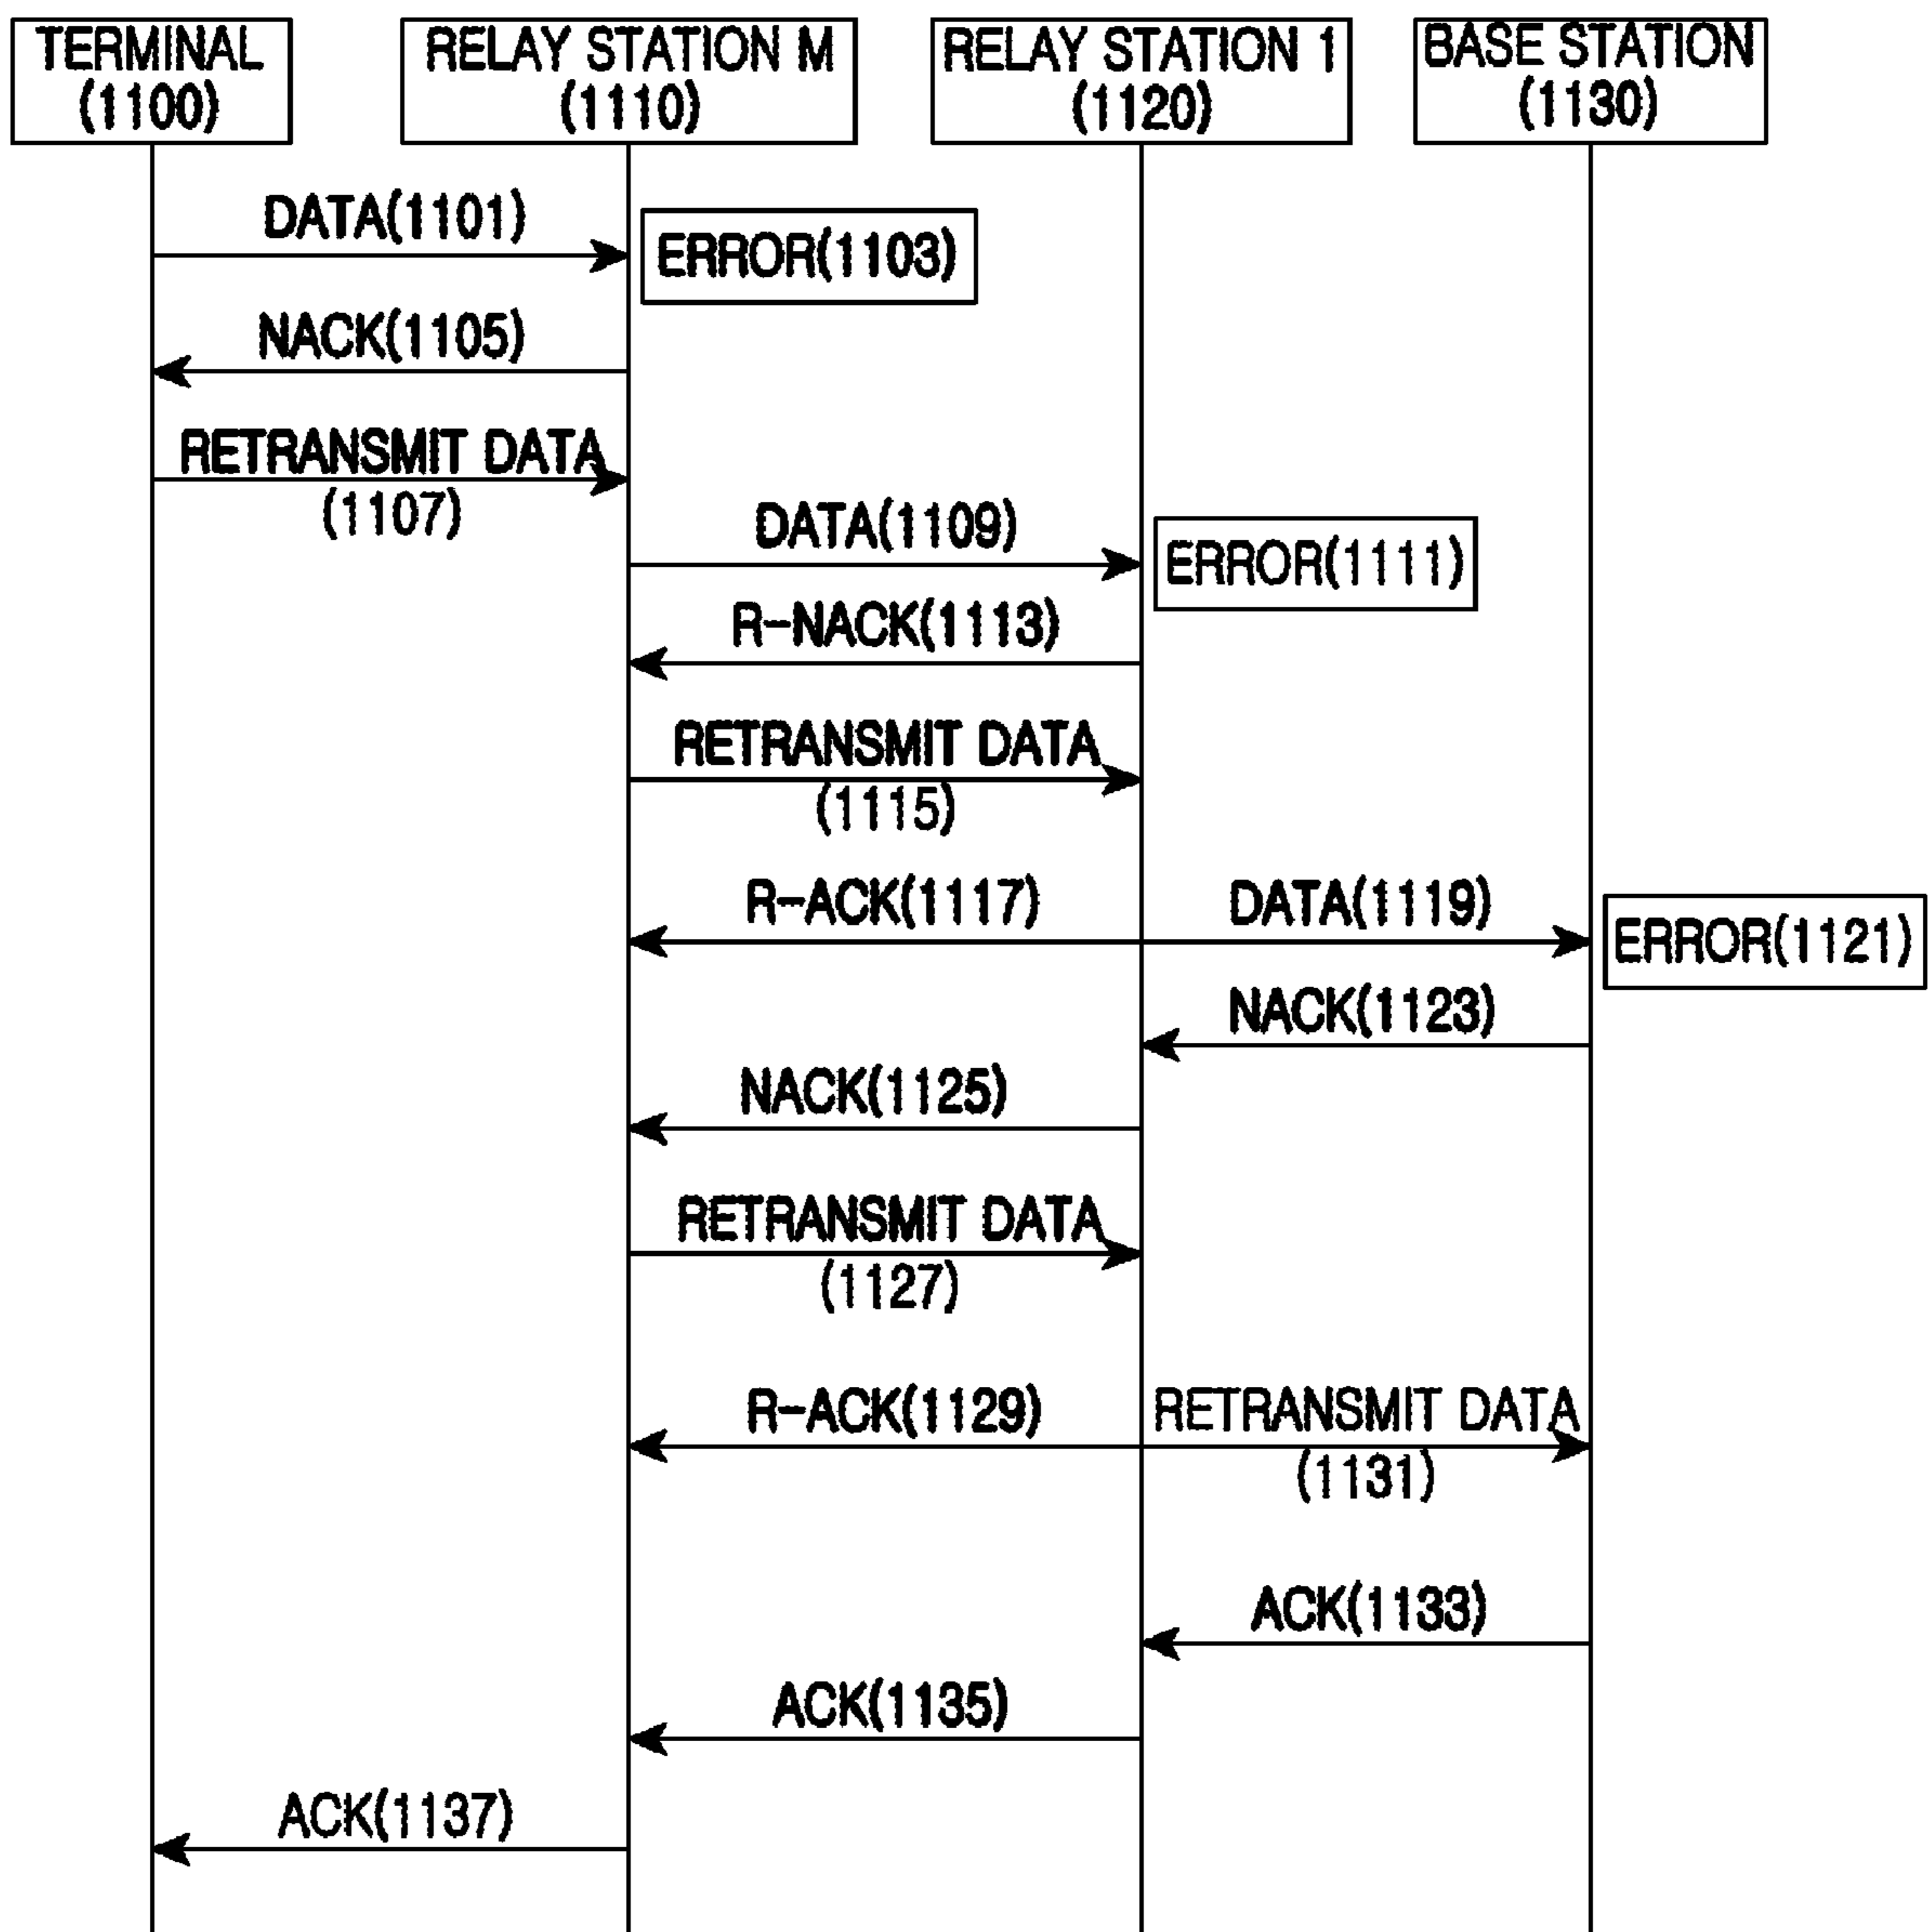 TERMINAL
(1100)
RELAY STATION M
(1110)
RELAY STATION 1
(1120)
BASE STATION
(1130)
DATA(1101)
ERROR(1103)
NACK(1105)
RETRANSMIT DATA
(1107)
DATA(1109)
ERROR(1111)
R-NACK(1113)
RETRANSMIT DATA
(1115)
R-ACK(1117)
DATA(1119)
ERROR(1121)
NACK(1123)
NACK(1125)
RETRANSMIT DATA
(1127)
R-ACK(1129)
RETRANSMIT DATA
(1131)
ACK(1133)
ACK(1135)
ACK(1137)